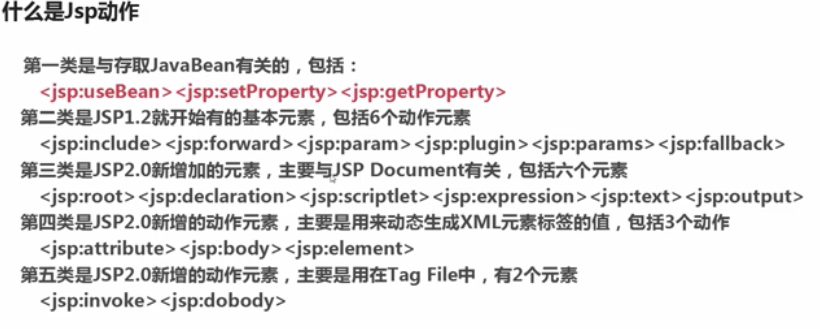 什么是Jsp动作
第一类是与存取JavaBean有关的，包括：
<jsp:useBean><jsp:setProperty><jsp:getProperty>
第二类是JSP1.2就开始有的基本元素，包括6个动作元素
<jsp:include><jsp:forward><jsp:param><jsp:plugin><jsp:params><jsp:fallback>
第三类是JSP2.0新增加的元素，主要与JSP Document有关，包括六个元素
<jsp:root><jsp:declaration><jsp:scriptlet><jsp:expression><jsp:text><jsp:output>
第四类是JSP2.0新增的动作元素，主要是用来动态生成XML元素标签的值，包括3个动作
<jsp:attribute><jsp:body><jsp:element>
第五类是JSP2.0新增的动作元素，主要是用在Tag File中，有2个元素
<jsp:invoke><jsp:dobody>